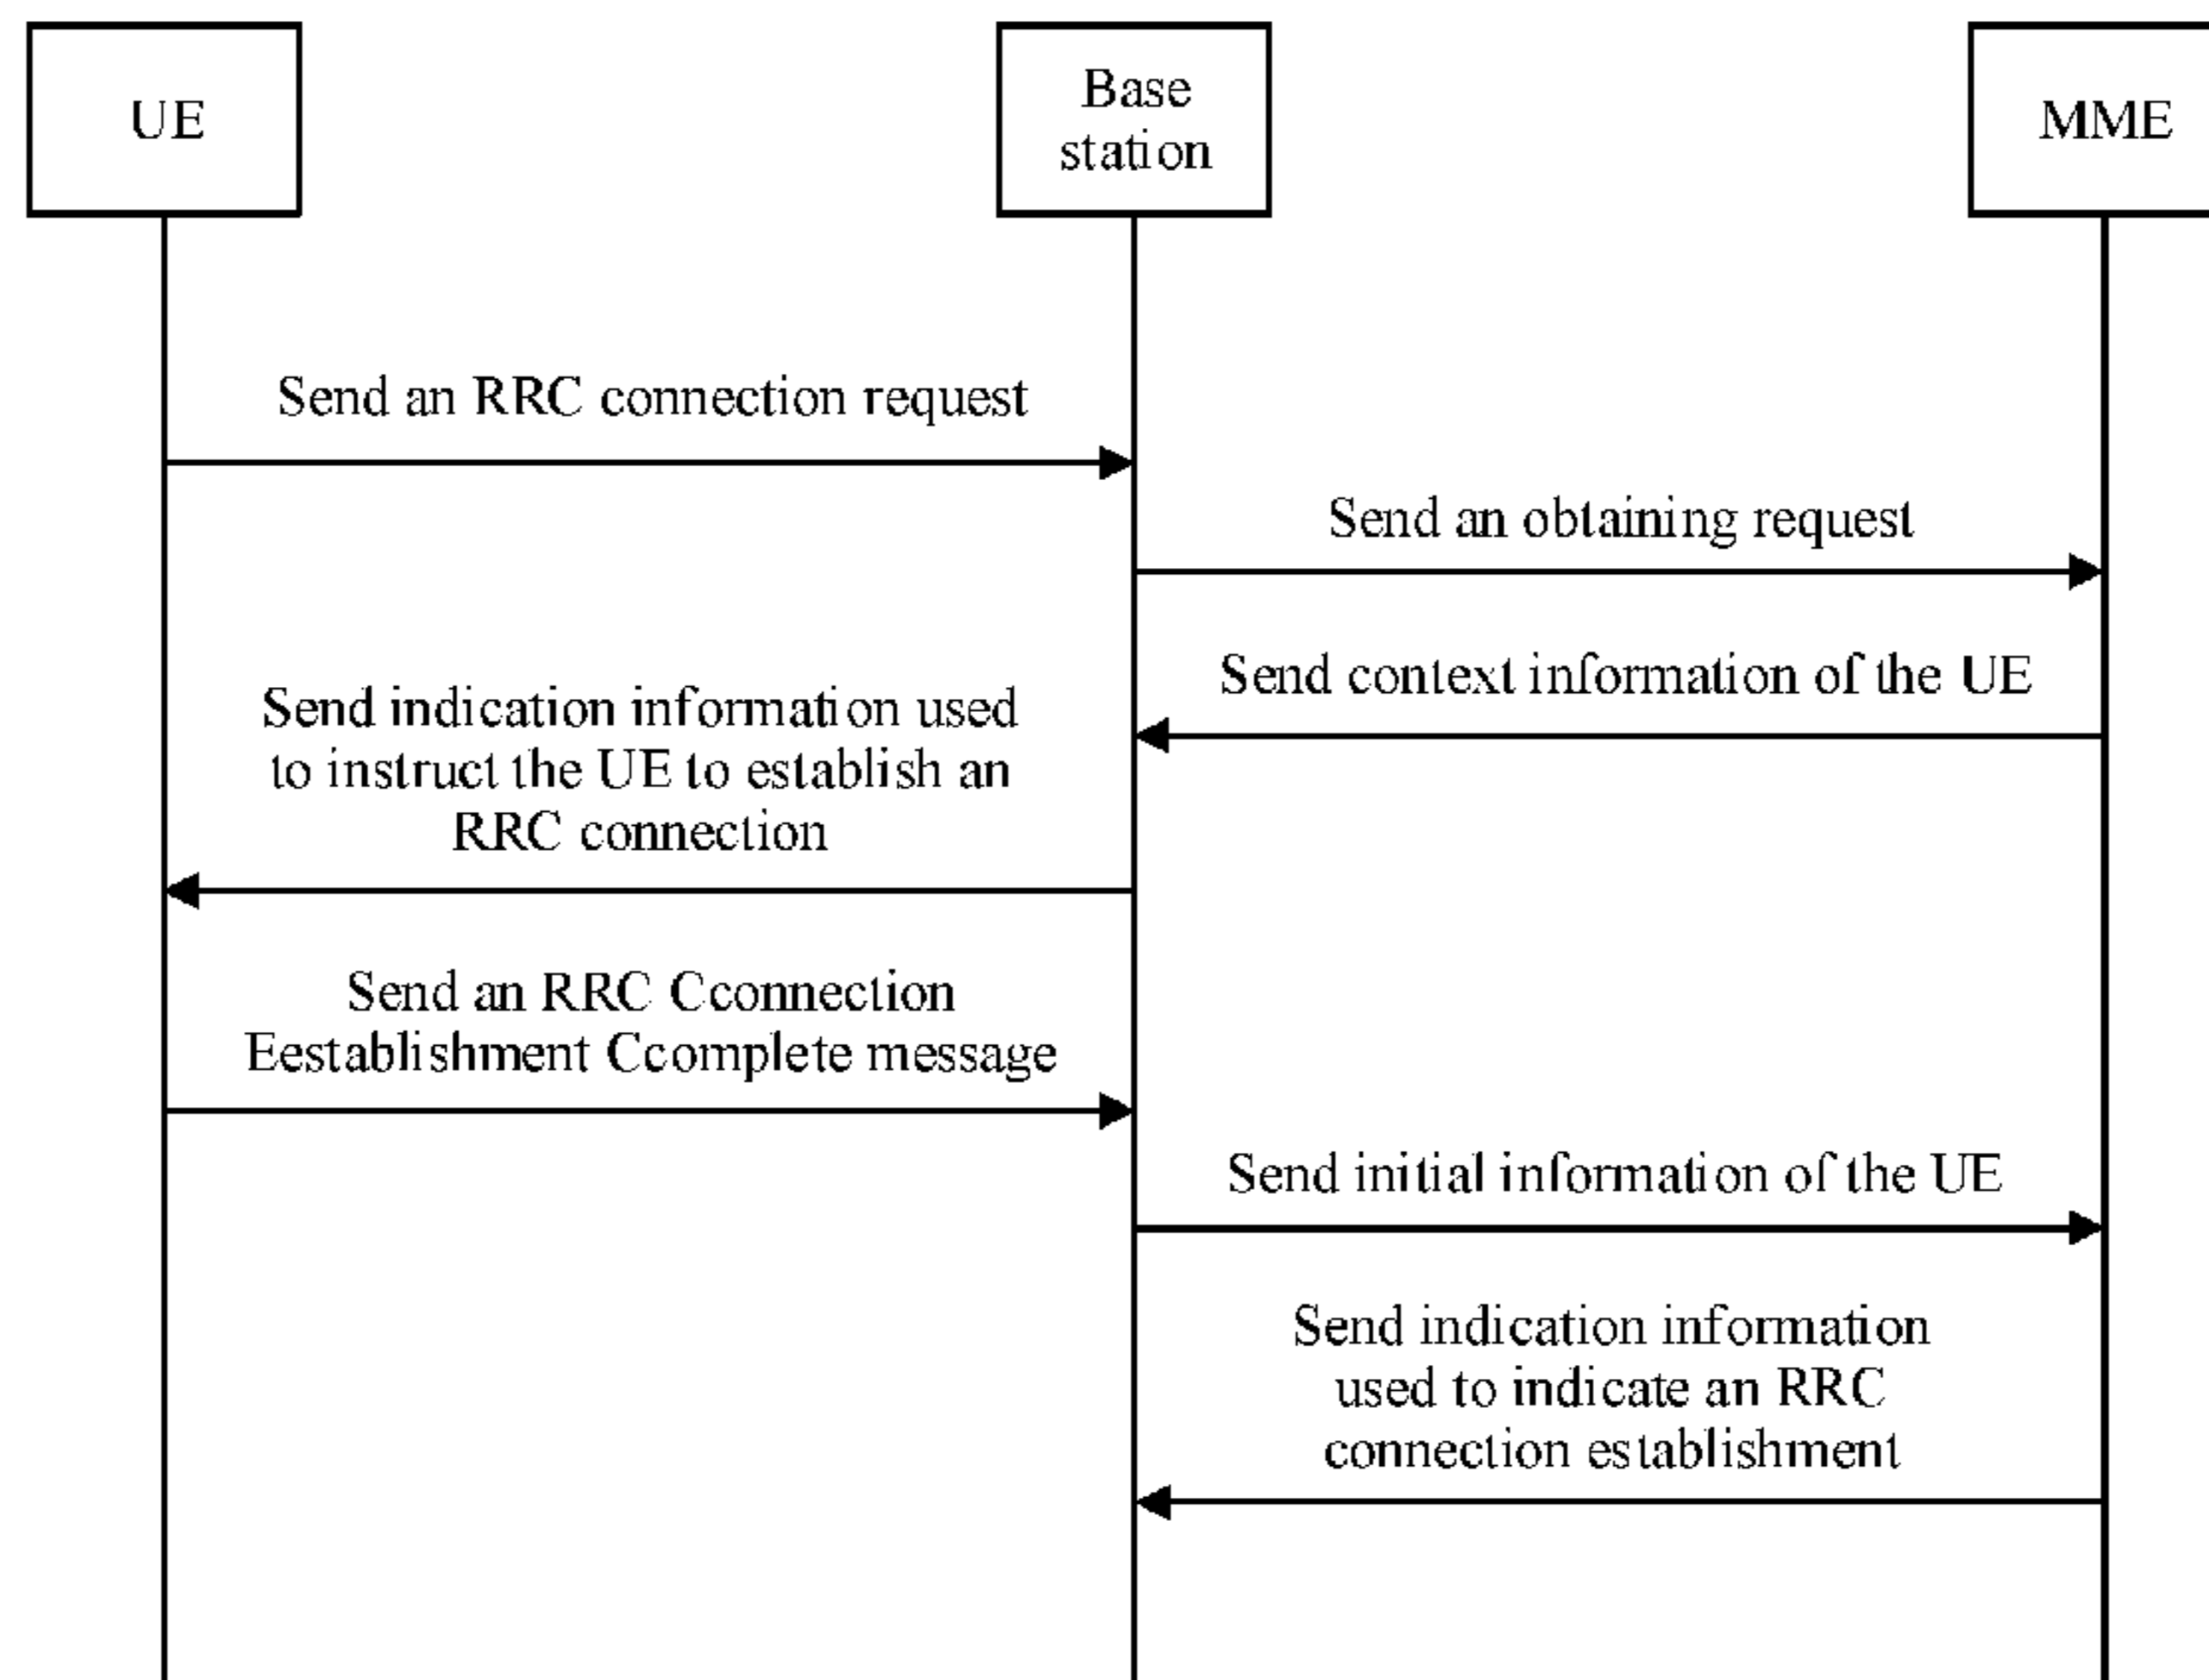 UE
Base
station
MME
Send an RRC connection request
Send an obtaining request
Send context information of the UE
Send indication information used
to instruct the UE to establish an
RRC connection
Send an RRC Cconnection
Eestablishment Ccomplete message
Send initial information of the UE
Send indication information
used to indicate an RRC
connection establishment